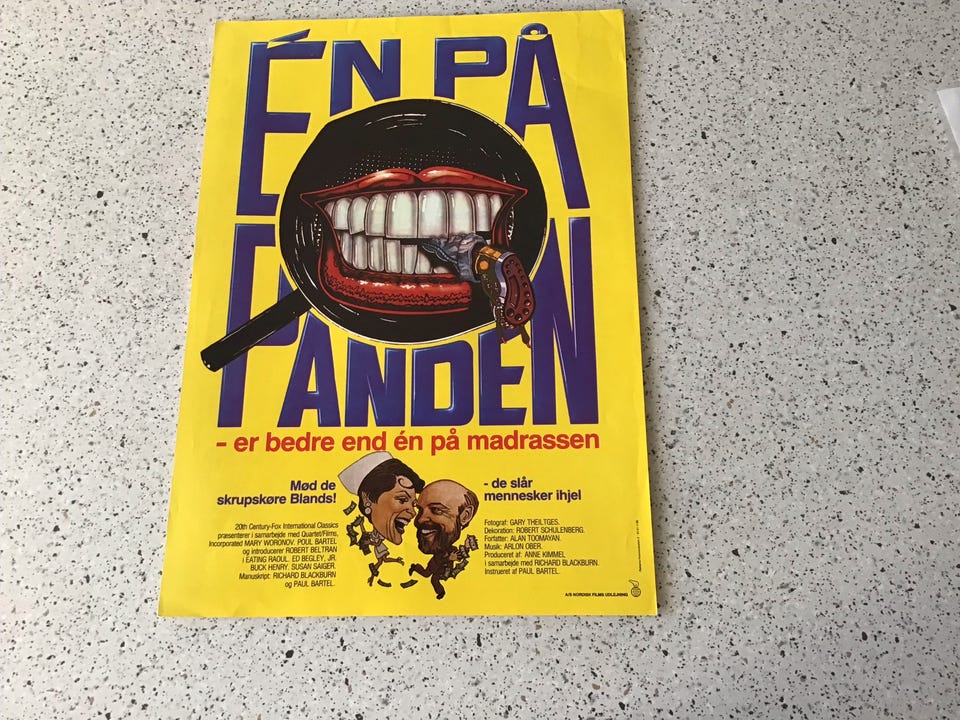 ÉN PÅ
PANDEN
- er bedre end én på madrassen
Mød de
skrupskøre Blands!
- de slår
mennesker ihjel
20th Century-Fox International Classics
præsenterer i samarbejde med Quartet/Films,
Incorporated MARY WORONOV. POUL BARTEL
og introducerer ROBERT BELTRAN
i EATING RAOUL. ED BEGLEY, JR.
BUCK HENRY. SUSAN SAIGER.
Manuskript: RICHARD BLACKBURN
og PAUL BARTEL.
Fotograf: GARY THIELTGES.
Dekoration: ROBERT SCHULENBERG.
Forfatter: ALAN TOOMAYAN.
Musik: ARLON OBER.
Produceret af: ANNE KIMMEL
i samarbejde med RICHARD BLACKBURN.
Instrueret af: PAUL BARTEL.
A/S NORDISK FILMS UDLEJNING